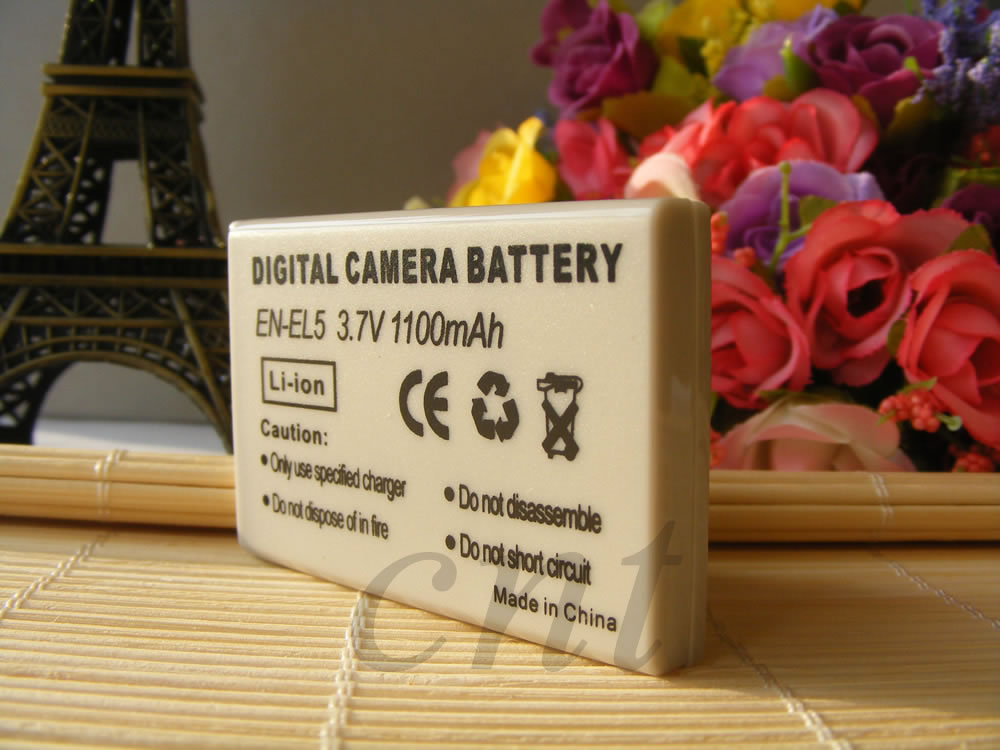 DIGITAL CAMERA BATTERY
EN-EL5 3.7V 1100mAh
Li-ion
Caution:
•Only use specified charger
•Do not dispose of in fire
•Do not disassemble
•Do not short circuit
Made in China
cnt